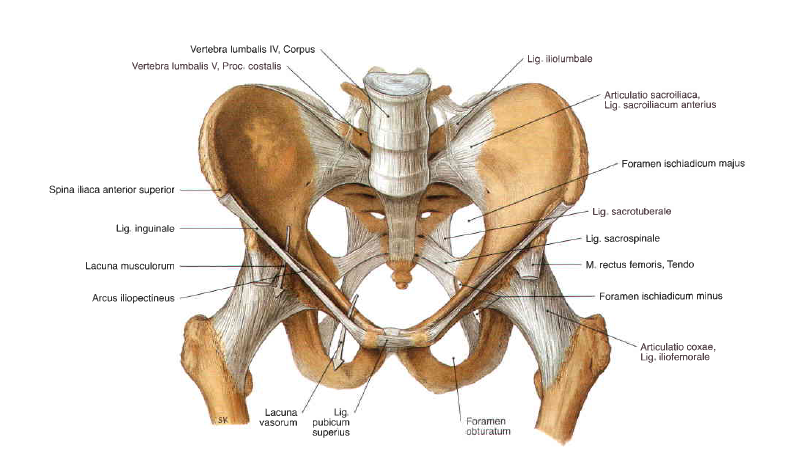 Vertebra lumbalis IV, Corpus
Vertebra lumbalis V, Proc. costalis
Spina iliaca anterior superior
Lig. inguinale
Lacuna musculorum
Arcus iliopectineus
Lacuna
vasorum
Lig.
pubicum
superius
Lig. iliolumbale
Articulatio sacroiliaca,
Lig. sacroiliacum anterius
Foramen ischiadicum majus
Lig. sacrotuberale
Lig. sacrospinale
M. rectus femoris, Tendo
Foramen ischiadicum minus
Articulatio coxae,
Lig. iliofemorale
Foramen
obturatum